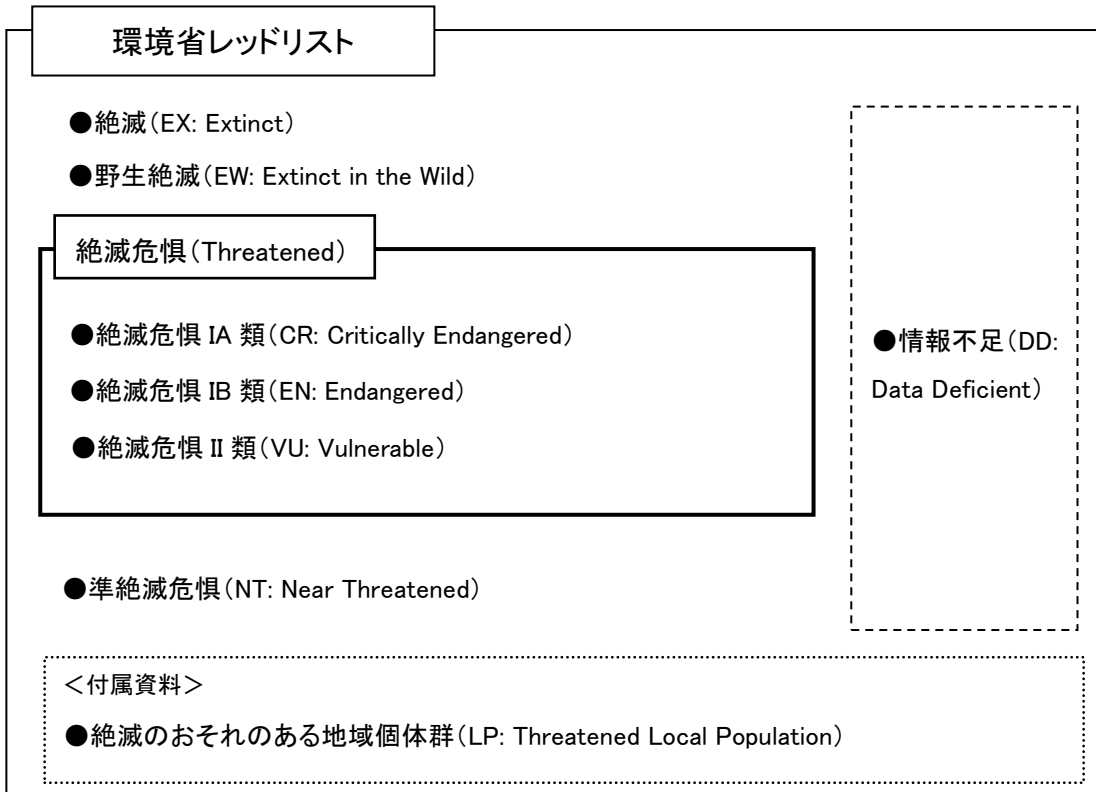 環境省レッドリスト
●絶滅(EX: Extinct)
●野生絶滅(EW: Extinct in the Wild)
絶滅危惧(Threatened)
●絶滅危惧 IA 類(CR: Critically Endangered)
●絶滅危惧 IB 類(EN: Endangered)
●絶滅危惧 II 類(VU: Vulnerable)
●準絶滅危惧(NT: Near Threatened)
●情報不足(DD:
Data Deficient)
<付属資料>
●絶滅のおそれのある地域個体群(LP: Threatened Local Population)